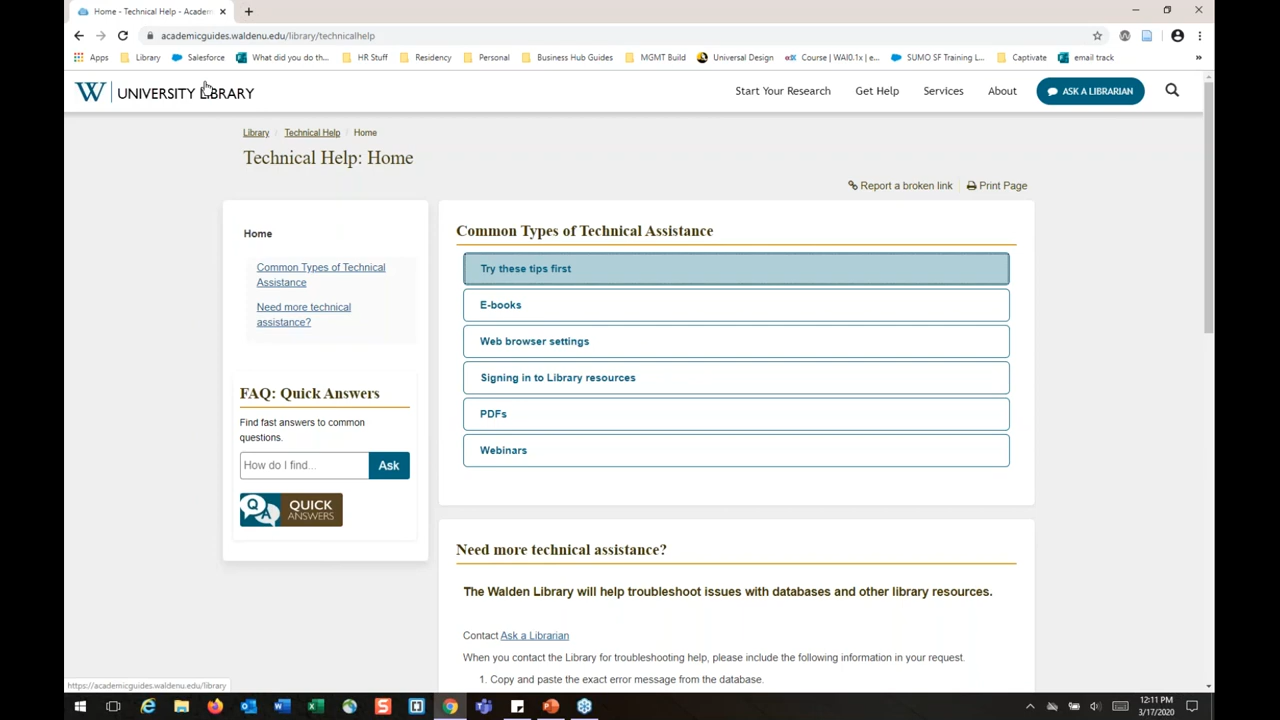 Home - Technical Help - Academ
academicguides.waldenu.edu/library/technicalhelp
Apps Library Salesforce What did you do th... HR Stuff Residency Personal Business Hub Guides MGMT Build Universal Design Course | WAI0.1x | e... SUMO SF Training L... Captivate email track »
W UNIVERSITY LIBRARY Start Your Research Get Help Services About ASK A LIBRARIAN
Library / Technical Help / Home
Technical Help: Home
Report a broken link Print Page
Home
Common Types of Technical
Assistance
Need more technical
assistance?
FAQ: Quick Answers
Find fast answers to common
questions.
How do I find... Ask
Q A QUICK
ANSWERS
Common Types of Technical Assistance
Try these tips first
E-books
Web browser settings
Signing in to Library resources
PDFs
Webinars
Need more technical assistance?
The Walden Library will help troubleshoot issues with databases and other library resources.
Contact Ask a Librarian
When you contact the Library for troubleshooting help, please include the following information in your request.
1. Copy and paste the exact error message from the database.
https://academicguides.waldenu.edu/library
12:11 PM
3/17/2020